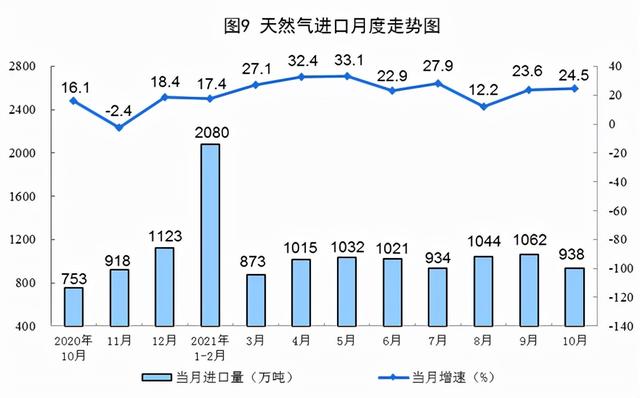 图9 天然气进口月度走势图
2800 2400 2000 1600 1200 800 400
40 20 0 -20 -40 -60 -80 -100 -120 -140
16.1 -2.4 18.4 17.4 27.1 32.4 33.1 22.9 27.9 12.2 23.6 24.5
753 918 1123 2080 873 1015 1032 1021 934 1044 1062 938
2020年 11月 12月 2021年 3月 4月 5月 6月 7月 8月 9月 10月
10月 1-2月
当月进口量（万吨） 当月增速（%）